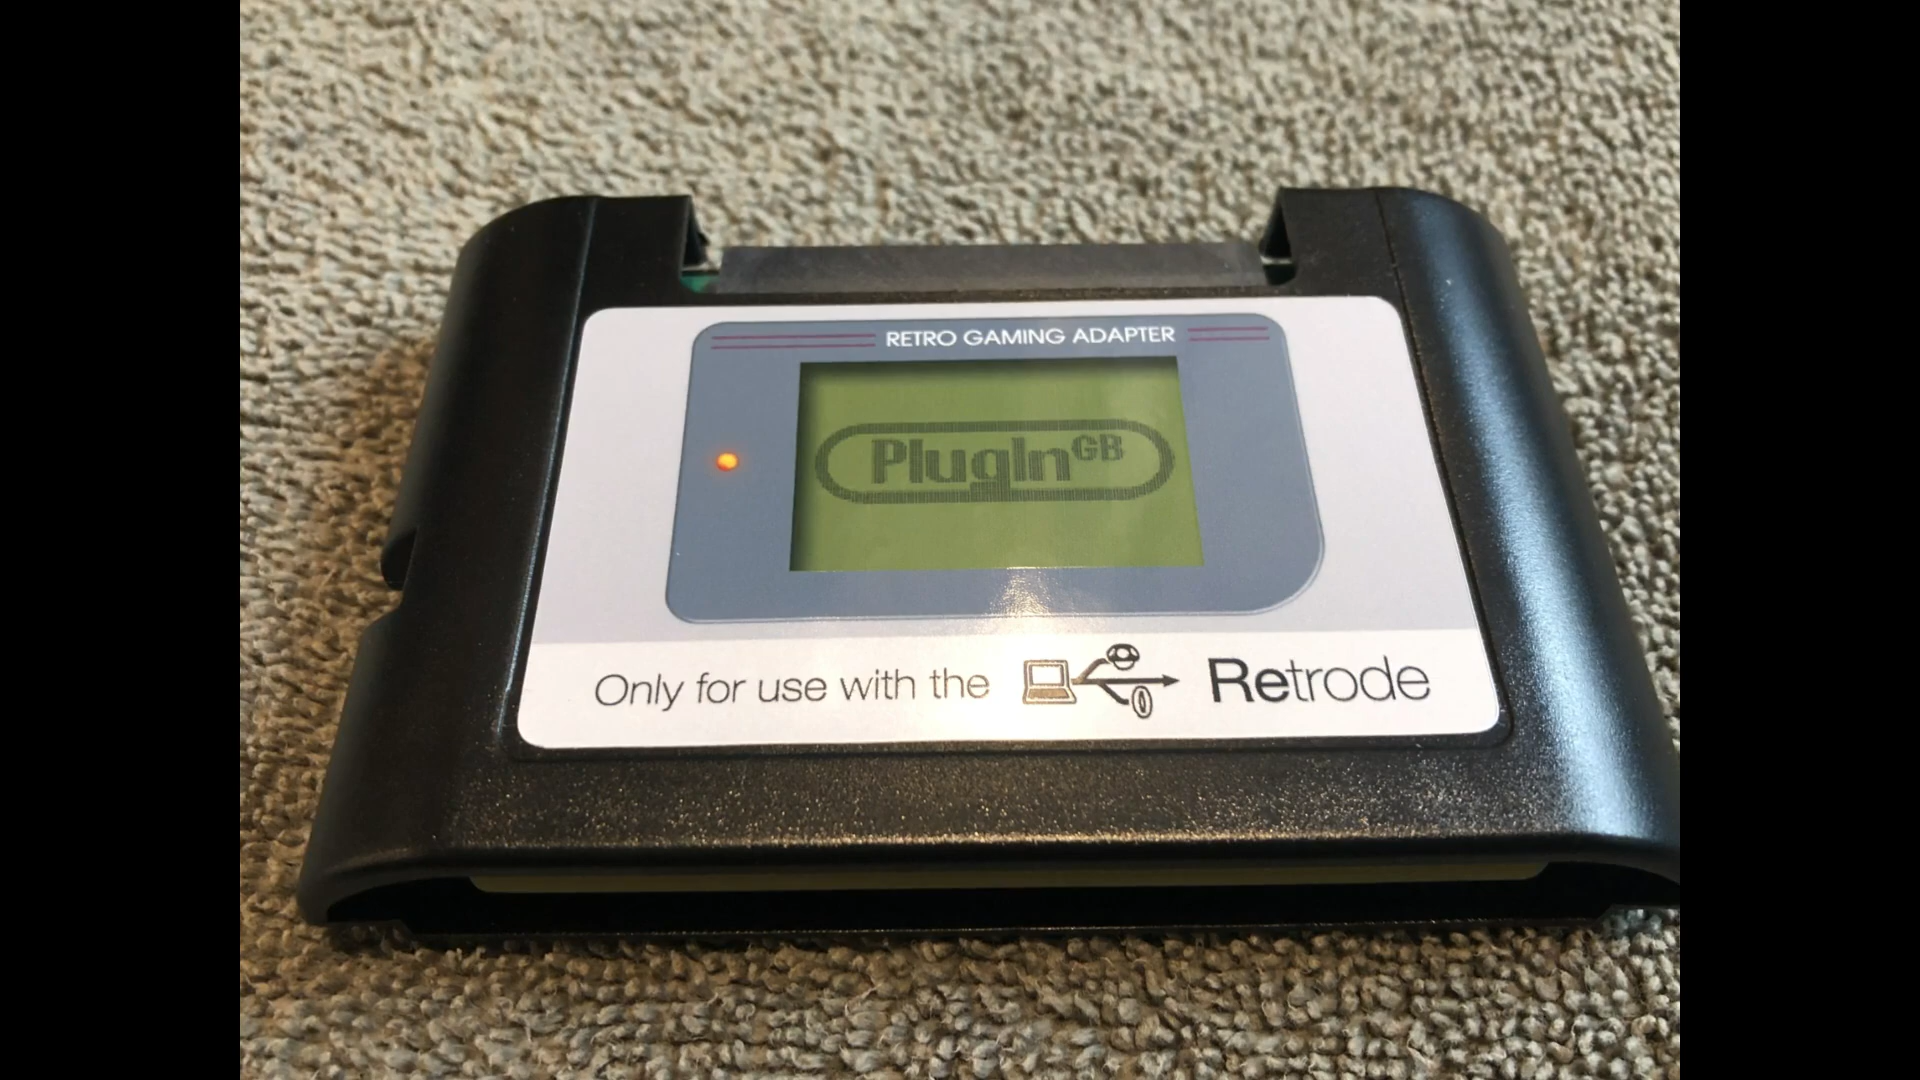 RETRO GAMING ADAPTER
PlugIn GB
Only for use with the Retrode